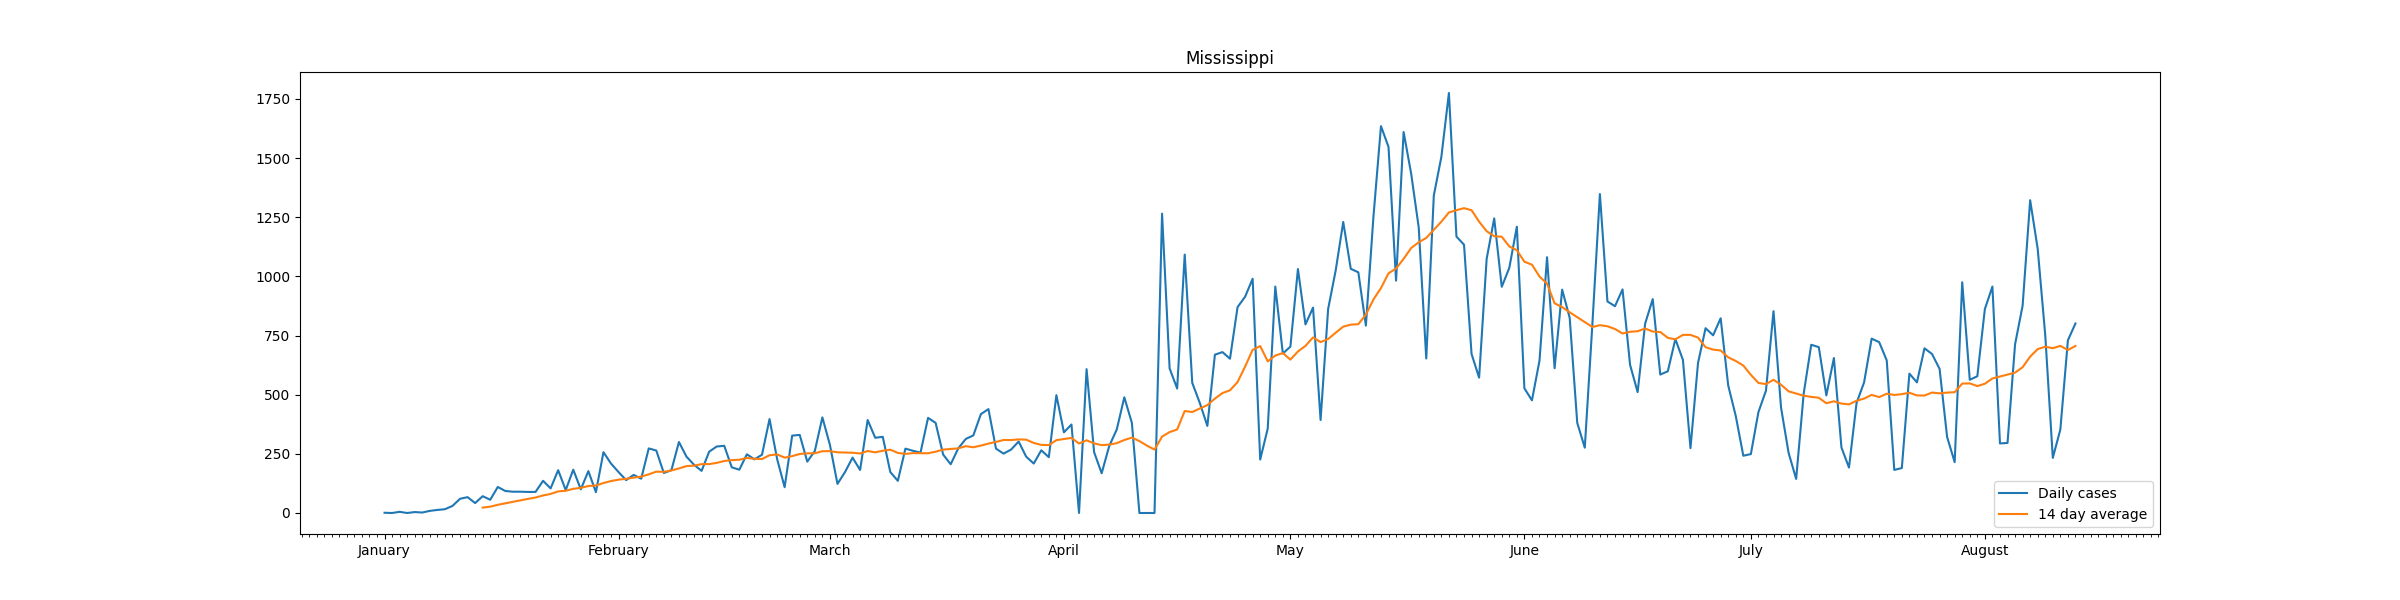 Mississippi
1750
1500
1250
1000
750
500
250
0
January February March April May June July August
Daily cases
14 day average